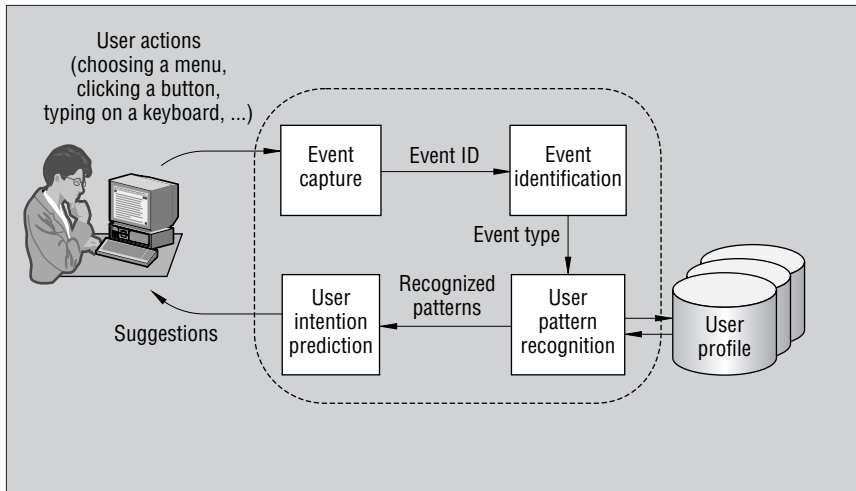 User actions
(choosing a menu,
clicking a button,
typing on a keyboard, ...)
Event
capture
Event ID
Event
identification
Event type
User
pattern
recognition
Recognized
patterns
User
intention
prediction
Suggestions
User
profile